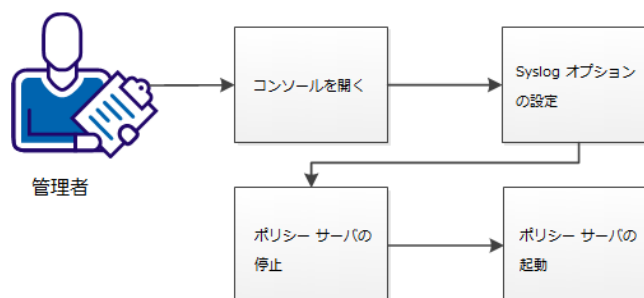 コンソールを開く
Syslog オプション
の設定
管理者
ポリシー サーバの
停止
ポリシー サーバの
起動